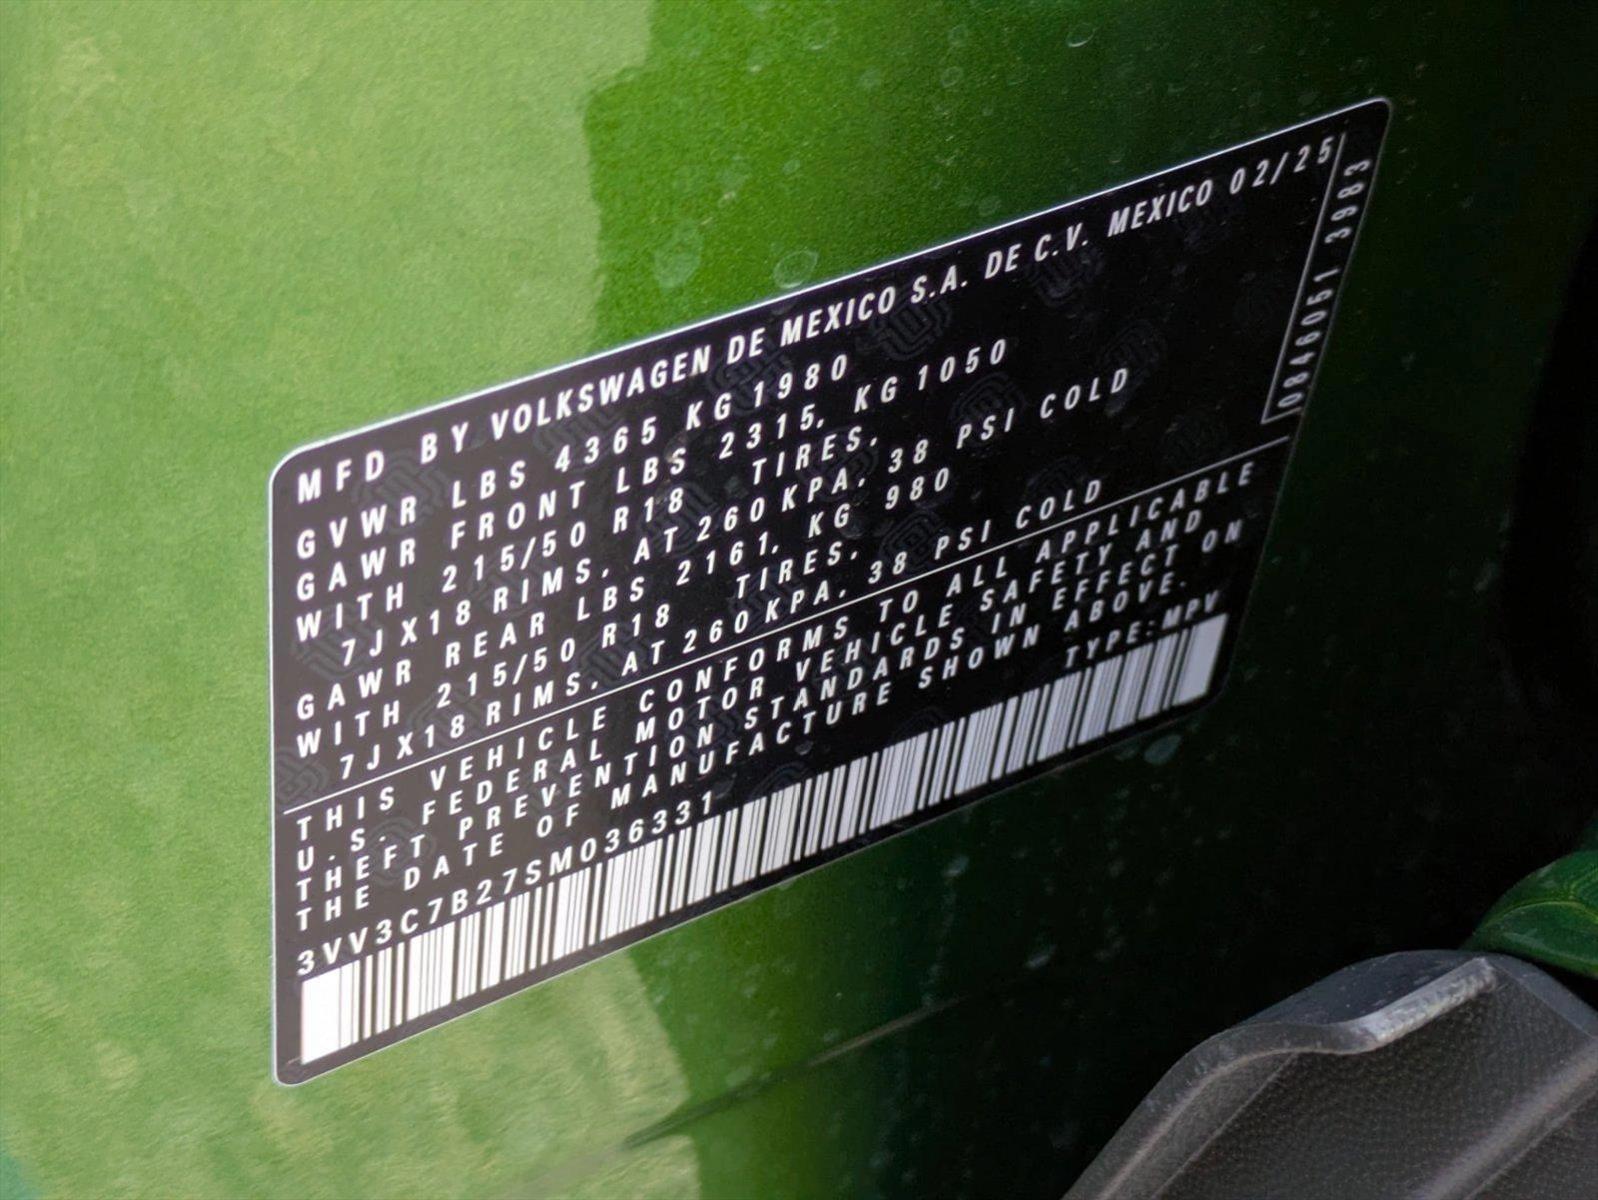 MFD BY VOLKSWAGEN DE MEXICO S.A. DE C.V. MEXICO 02/25
GVWR LBS 4365 KG 1980
GAWR FRONT LBS 2315, KG 1050
WITH 215/50 R18 TIRES,
7JX18 RIMS, AT 260 KPA, 38 PSI COLD
GAWR REAR LBS 2161, KG 980
WITH 215/50 R18 TIRES,
7JX18 RIMS, AT 260 KPA, 38 PSI COLD
THIS VEHICLE CONFORMS TO ALL APPLICABLE
U.S. FEDERAL MOTOR VEHICLE SAFETY AND
THEFT PREVENTION STANDARDS IN EFFECT ON
THE DATE OF MANUFACTURE SHOWN ABOVE.
3VV3C7B27SM036331 TYPE:MPV
0846051 3983